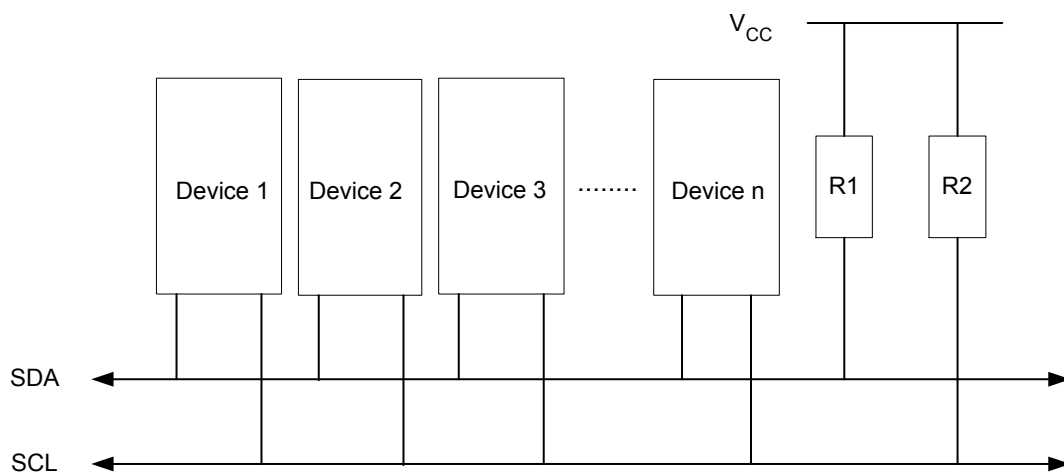 VCC
Device 1
Device 2
Device 3
........
Device n
R1
R2
SDA
SCL